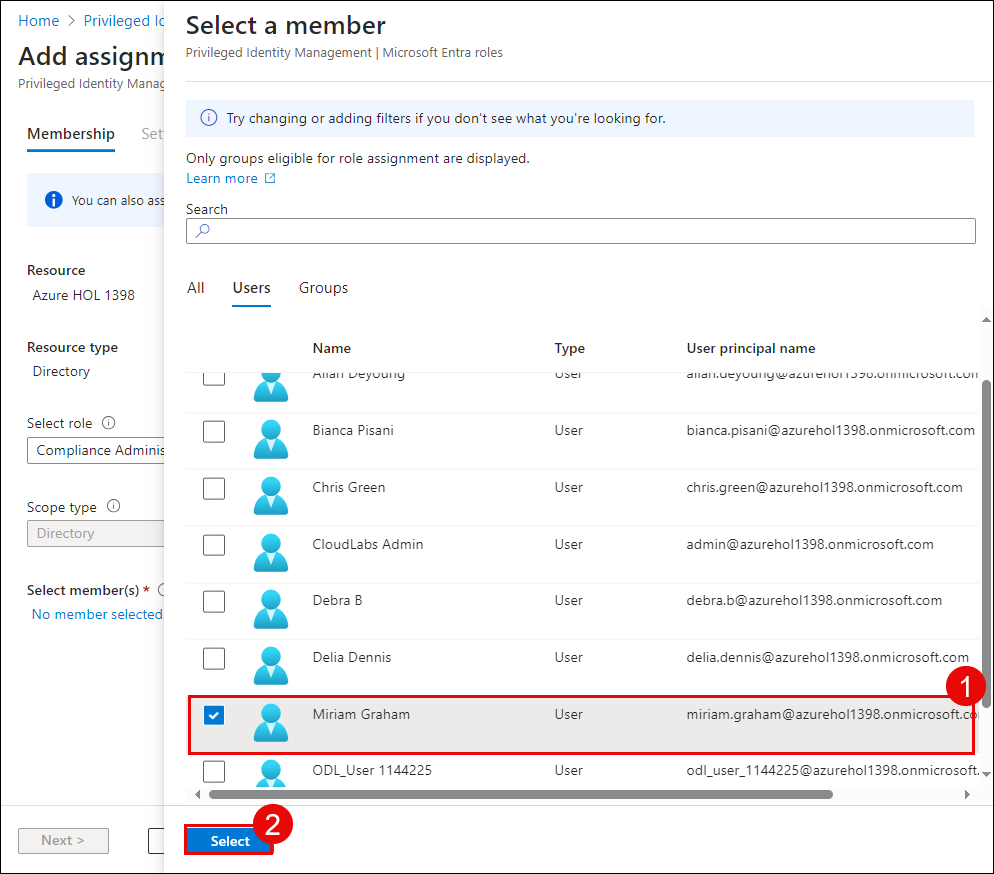 Home > Privileged Id
Add assignm
Privileged Identity Manag
Membership Set
You can also ass
Resource
Azure HOL 1398
Resource type
Directory
Select role
Compliance Adminis
Scope type
Directory
Select member(s) *
No member selected
Next >
Select a member
Privileged Identity Management | Microsoft Entra roles
Try changing or adding filters if you don't see what you're looking for.
Only groups eligible for role assignment are displayed.
Learn more
Search
All Users Groups
Name Type User principal name
Allan Deyoung User allan.deyoung@azurehol1398.onmicrosoft.com
Bianca Pisani User bianca.pisani@azurehol1398.onmicrosoft.com
Chris Green User chris.green@azurehol1398.onmicrosoft.com
CloudLabs Admin User admin@azurehol1398.onmicrosoft.com
Debra B User debra.b@azurehol1398.onmicrosoft.com
Delia Dennis User delia.dennis@azurehol1398.onmicrosoft.com
1
Miriam Graham User miriam.graham@azurehol1398.onmicrosoft.co
ODL_User 1144225 User odl_user_1144225@azurehol1398.onmicrosoft.
2
Select